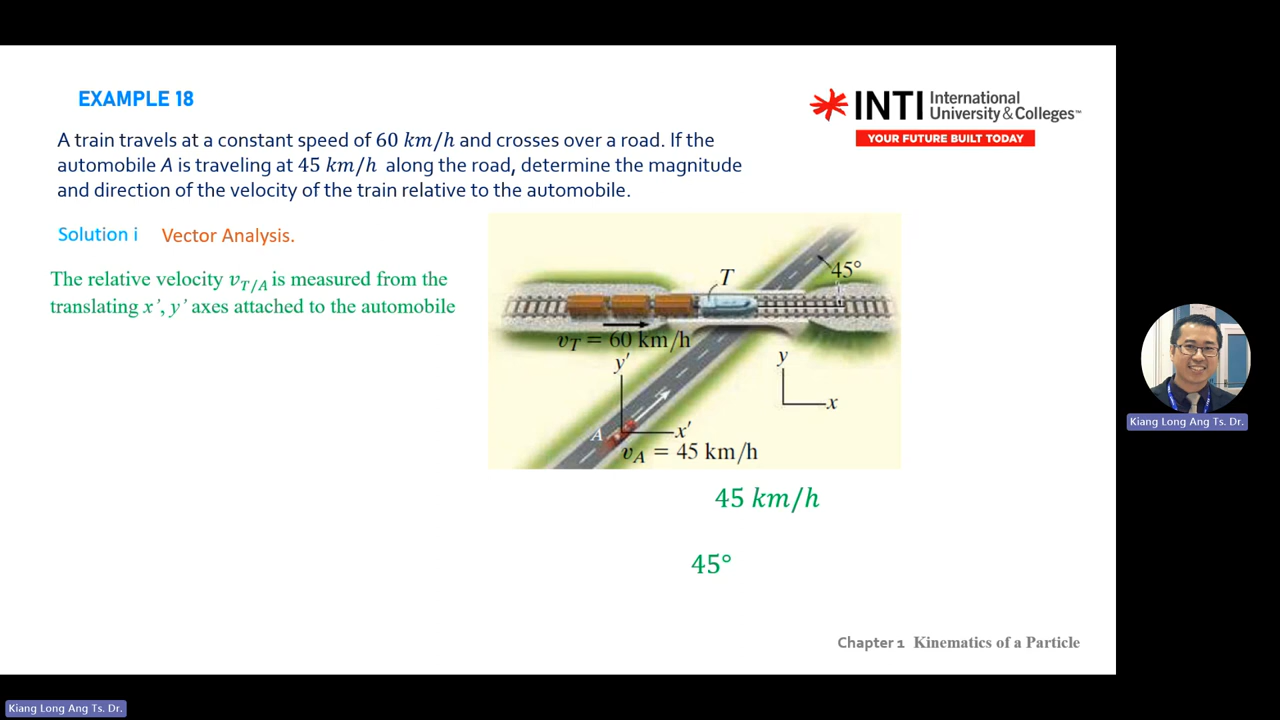 EXAMPLE 18
INTI International
University & Colleges™
YOUR FUTURE BUILT TODAY
A train travels at a constant speed of 60 km/h and crosses over a road. If the
automobile A is traveling at 45 km/h along the road, determine the magnitude
and direction of the velocity of the train relative to the automobile.
Solution i Vector Analysis.
The relative velocity v_T/A is measured from the
translating x’, y’ axes attached to the automobile
T
45°
v_T = 60 km/h
y′
y
x
A
x′
v_A = 45 km/h
45 km/h
45°
Chapter 1 Kinematics of a Particle
Kiang Long Ang Ts. Dr.
Kiang Long Ang Ts. Dr.